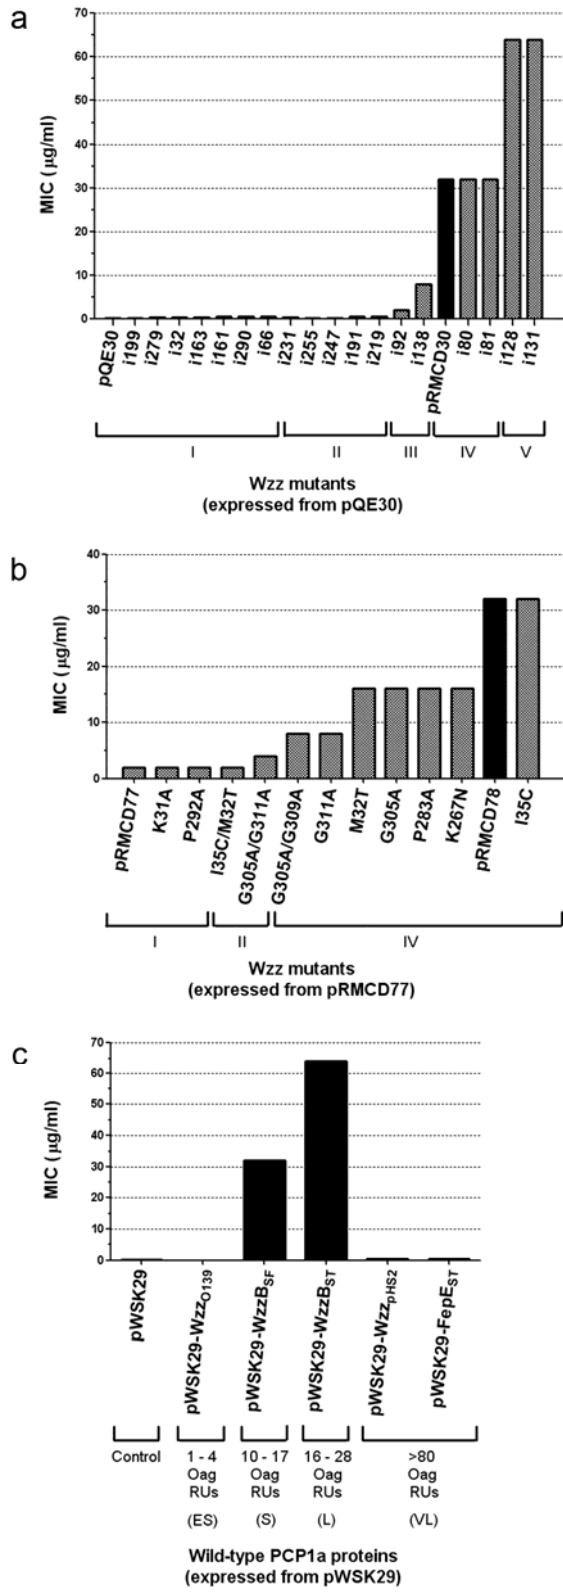 a
MIC (µg/ml)
70
60
50
40
30
20
10
0
pQE30
i199
i279
i32
i163
i161
i290
i66
i231
i255
i247
i191
i219
i92
i138
pRMCD30
i80
i81
i128
i131
I II III IV V
Wzz mutants
(expressed from pQE30)
b
MIC (µg/ml)
40
30
20
10
0
pRMCD77
K31A
P292A
I35C/M32T
G305A/G311A
G305A/G309A
G311A
M32T
G305A
P283A
K267N
pRMCD78
I35C
I II IV
Wzz mutants
(expressed from pRMCD77)
c
MIC (µg/ml)
70
60
50
40
30
20
10
0
pWSK29
pWSK29-WzzO139
pWSK29-WzzBSF
pWSK29-WzzBST
pWSK29-WzzpHS2
pWSK29-FepEST
Control 1 - 4 10 - 17 16 - 28 >80
Oag Oag Oag Oag
RUs RUs RUs RUs
(ES) (S) (L) (VL)
Wild-type PCP1a proteins
(expressed from pWSK29)